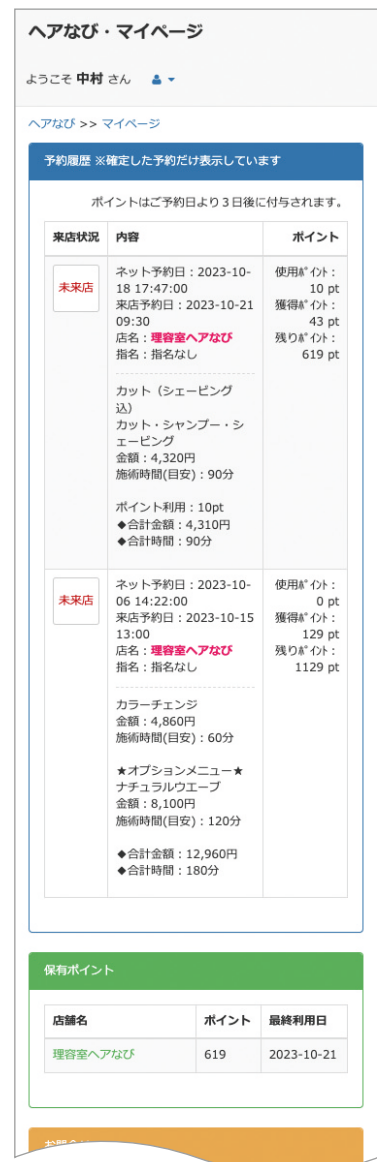 ヘアなび・マイページ
ようこそ 中村 さん
ヘアなび >> マイページ
予約履歴 ※確定した予約だけ表示しています
ポイントはご予約日より３日後に付与されます。
来店状況 内容 ポイント
未来店
ネット予約日：2023-10-
18 17:47:00
来店予約日：2023-10-21
09:30
店名：理容室ヘアなび
指名：指名なし
カット（シェービング
込）
カット・シャンプー・シ
ェービング
金額：4,320円
施術時間(目安)：90分
ポイント利用：10pt
◆合計金額：4,310円
◆合計時間：90分
使用ﾎﾟｲﾝﾄ：
10 pt
獲得ﾎﾟｲﾝﾄ：
43 pt
残りﾎﾟｲﾝﾄ：
619 pt
未来店
ネット予約日：2023-10-
06 14:22:00
来店予約日：2023-10-15
13:00
店名：理容室ヘアなび
指名：指名なし
カラーチェンジ
金額：4,860円
施術時間(目安)：60分
★オプションメニュー★
ナチュラルウエーブ
金額：8,100円
施術時間(目安)：120分
◆合計金額：12,960円
◆合計時間：180分
使用ﾎﾟｲﾝﾄ：
0 pt
獲得ﾎﾟｲﾝﾄ：
129 pt
残りﾎﾟｲﾝﾄ：
1129 pt
保有ポイント
店舗名 ポイント 最終利用日
理容室ヘアなび 619 2023-10-21